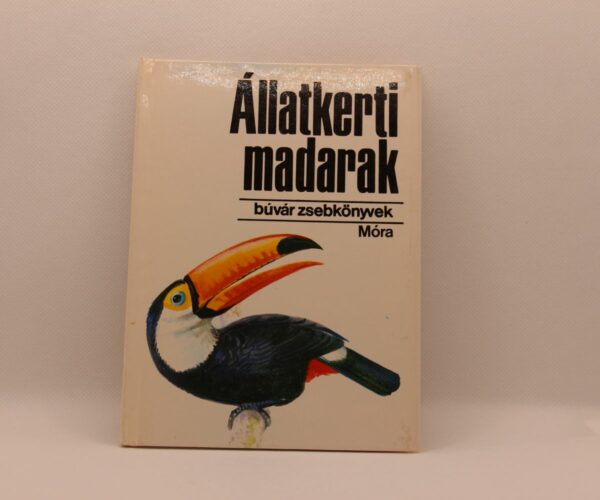 Állatkerti
madarak
búvár zsebkönyvek
Móra